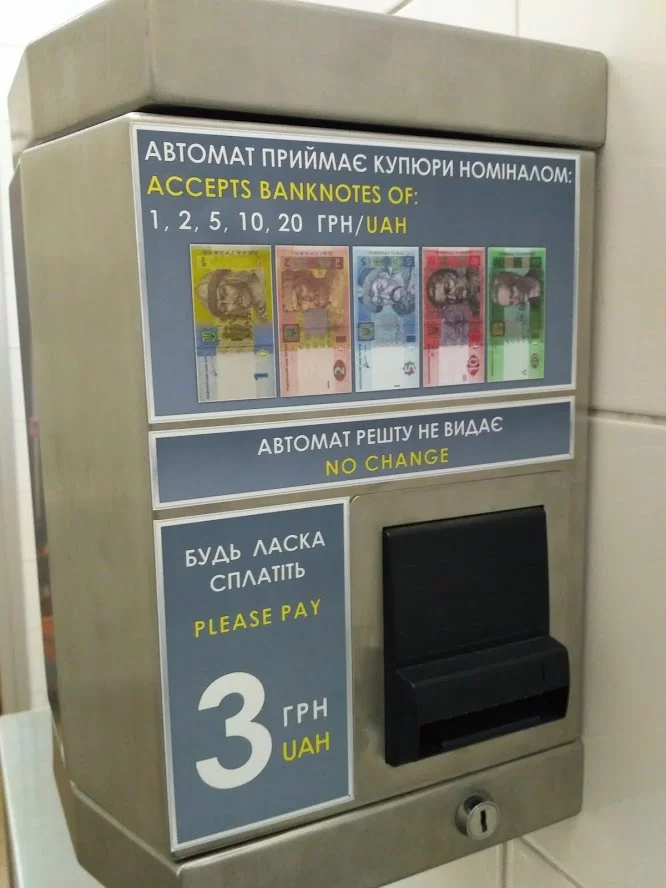 АВТОМАТ ПРИЙМАЄ КУПЮРИ НОМІНАЛОМ:
ACCEPTS BANKNOTES OF:
1, 2, 5, 10, 20 ГРН/UAH
АВТОМАТ РЕШТУ НЕ ВИДАЄ
NO CHANGE
БУДЬ ЛАСКА
СПЛАТІТЬ
PLEASE PAY
3 ГРН
UAH